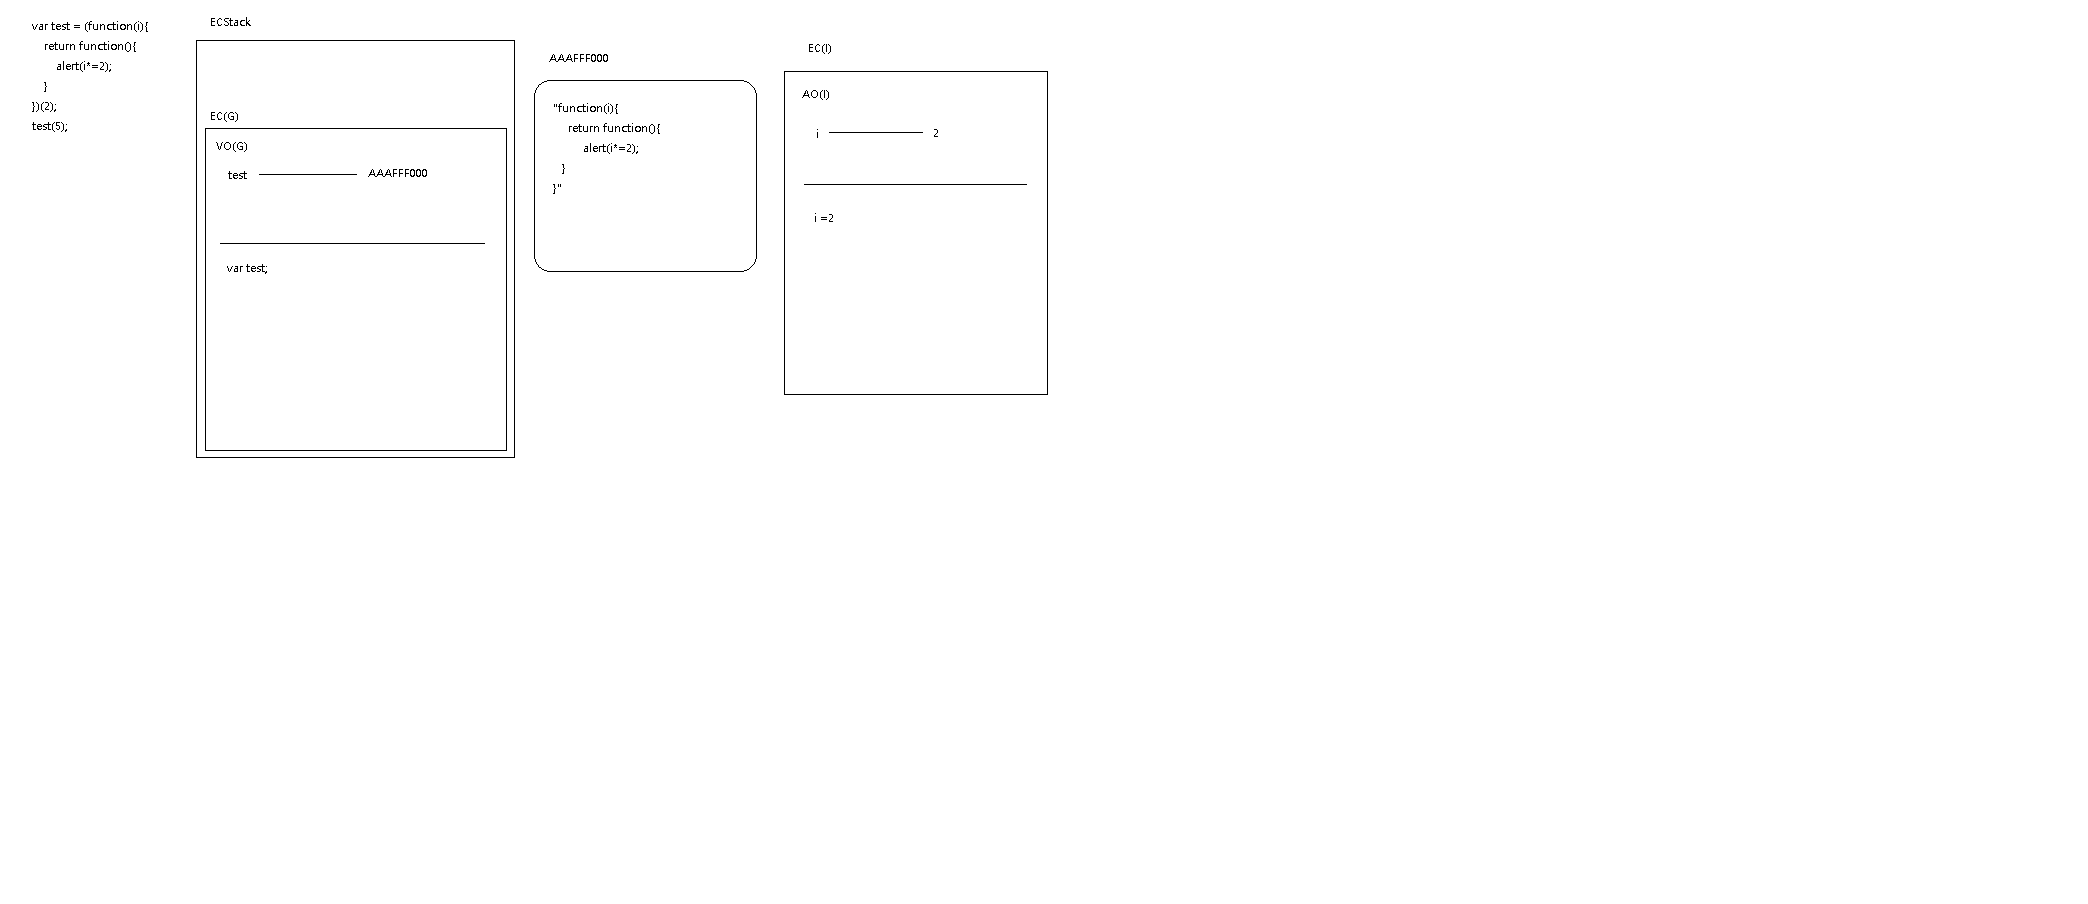 var test = (function(i){
return function(){
alert(i*=2);
}
})(2);
test(5);
ECStack
EC(G)
VO(G)
test AAAFFF000
var test;
AAAFFF000
"function(i){
return function(){
alert(i*=2);
}
}"
EC(I)
AO(I)
i 2
i =2